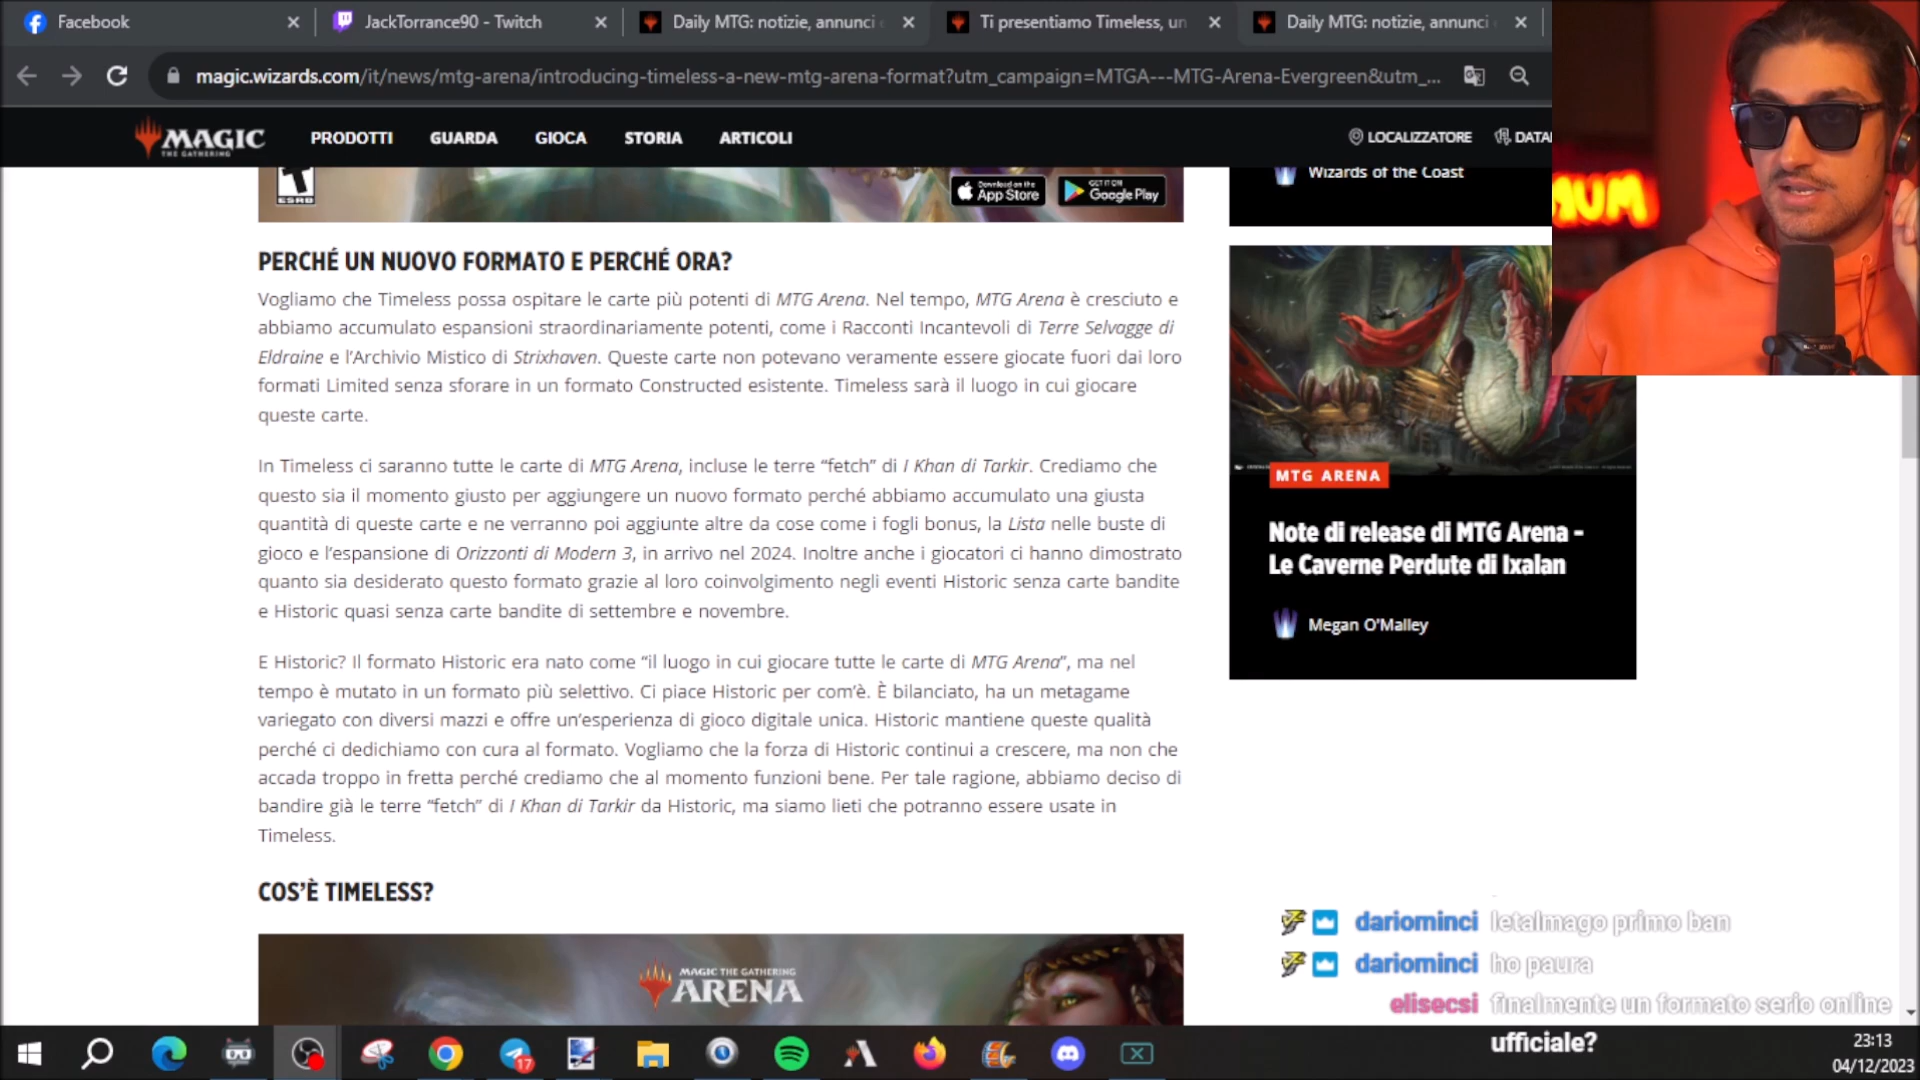 Facebook
JackTorrance90 - Twitch
Daily MTG: notizie, annunci
Ti presentiamo Timeless, un
Daily MTG: notizie, annunci
magic.wizards.com/it/news/mtg-arena/introducing-timeless-a-new-mtg-arena-format?utm_campaign=MTGA---MTG-Arena-Evergreen&utm_...
MAGIC
THE GATHERING
PRODOTTI
GUARDA
GIOCA
STORIA
ARTICOLI
LOCALIZZATORE
T
ESRB
Download on the
App Store
GET IT ON
Google Play
Wizards of the Coast
PERCHÉ UN NUOVO FORMATO E PERCHÉ ORA?
Vogliamo che Timeless possa ospitare le carte più potenti di MTG Arena. Nel tempo, MTG Arena è cresciuto e
abbiamo accumulato espansioni straordinariamente potenti, come i Racconti Incantevoli di Terre Selvagge di
Eldraine e l'Archivio Mistico di Strixhaven. Queste carte non potevano veramente essere giocate fuori dai loro
formati Limited senza sforare in un formato Constructed esistente. Timeless sarà il luogo in cui giocare
queste carte.
In Timeless ci saranno tutte le carte di MTG Arena, incluse le terre “fetch” di I Khan di Tarkir. Crediamo che
questo sia il momento giusto per aggiungere un nuovo formato perché abbiamo accumulato una giusta
quantità di queste carte e ne verranno poi aggiunte altre da cose come i fogli bonus, la Lista nelle buste di
gioco e l'espansione di Orizzonti di Modern 3, in arrivo nel 2024. Inoltre anche i giocatori ci hanno dimostrato
quanto sia desiderato questo formato grazie al loro coinvolgimento negli eventi Historic senza carte bandite
e Historic quasi senza carte bandite di settembre e novembre.
E Historic? Il formato Historic era nato come “il luogo in cui giocare tutte le carte di MTG Arena”, ma nel
tempo è mutato in un formato più selettivo. Ci piace Historic per com'è. È bilanciato, ha un metagame
variegato con diversi mazzi e offre un'esperienza di gioco digitale unica. Historic mantiene queste qualità
perché ci dedichiamo con cura al formato. Vogliamo che la forza di Historic continui a crescere, ma non che
accada troppo in fretta perché crediamo che al momento funzioni bene. Per tale ragione, abbiamo deciso di
bandire già le terre “fetch” di I Khan di Tarkir da Historic, ma siamo lieti che potranno essere usate in
Timeless.
COS'È TIMELESS?
MAGIC THE GATHERING
ARENA
MTG ARENA
Note di release di MTG Arena -
Le Caverne Perdute di Ixalan
Megan O'Malley
dariominci letalmago primo ban
dariominci ho paura
elisecsi finalmente un formato serio online
ufficiale?
17
23:13
04/12/2023